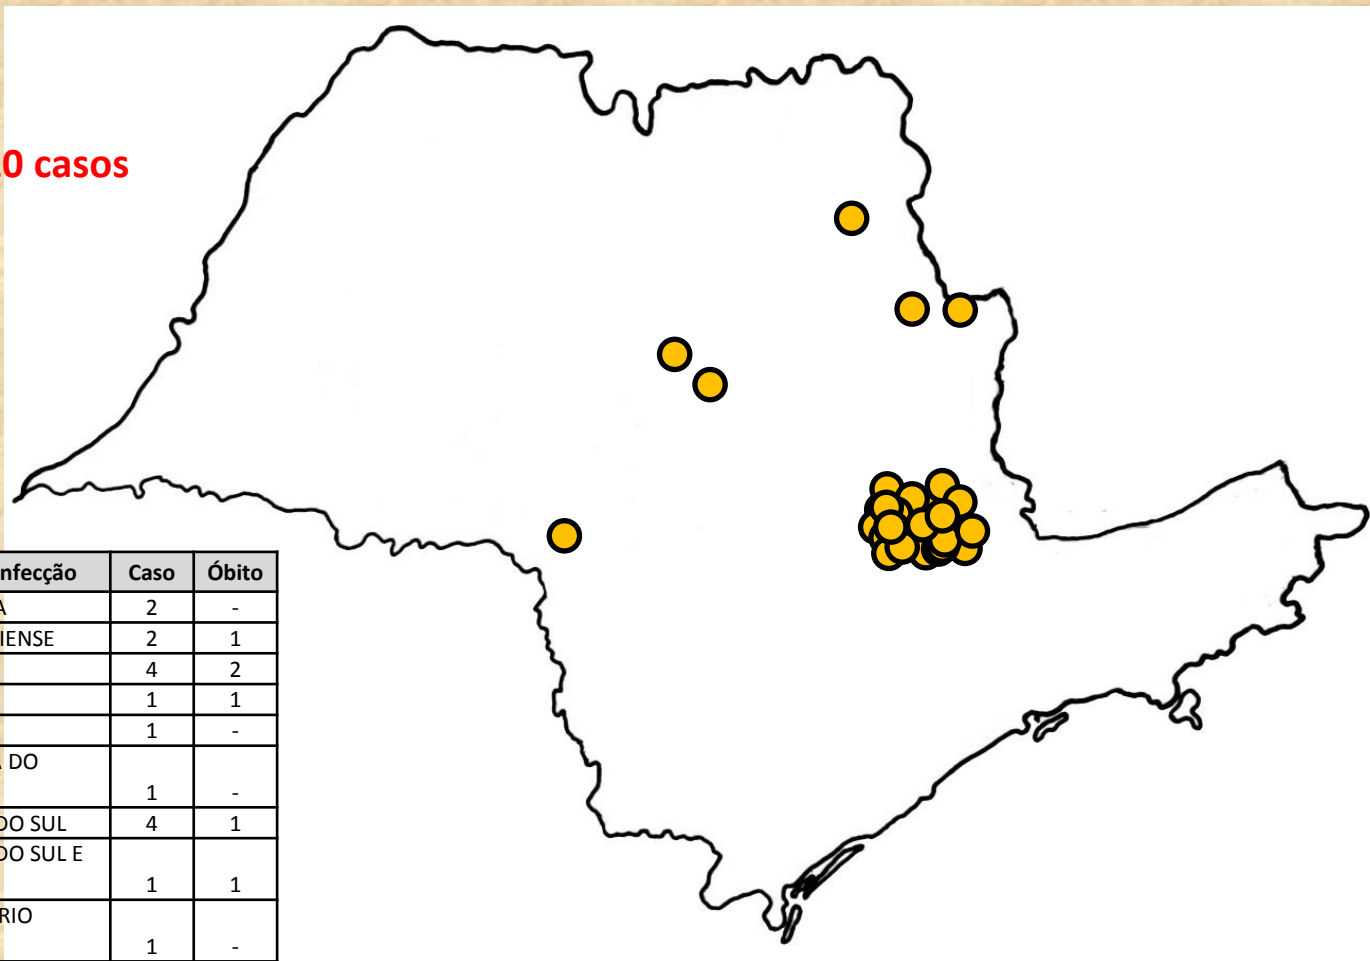 0 casos
nfecção Caso Óbito
A 2 -
IENSE 2 1
4 2
1 1
1 -
A DO
1 -
DO SUL 4 1
DO SUL E
1 1
RIO
1 -